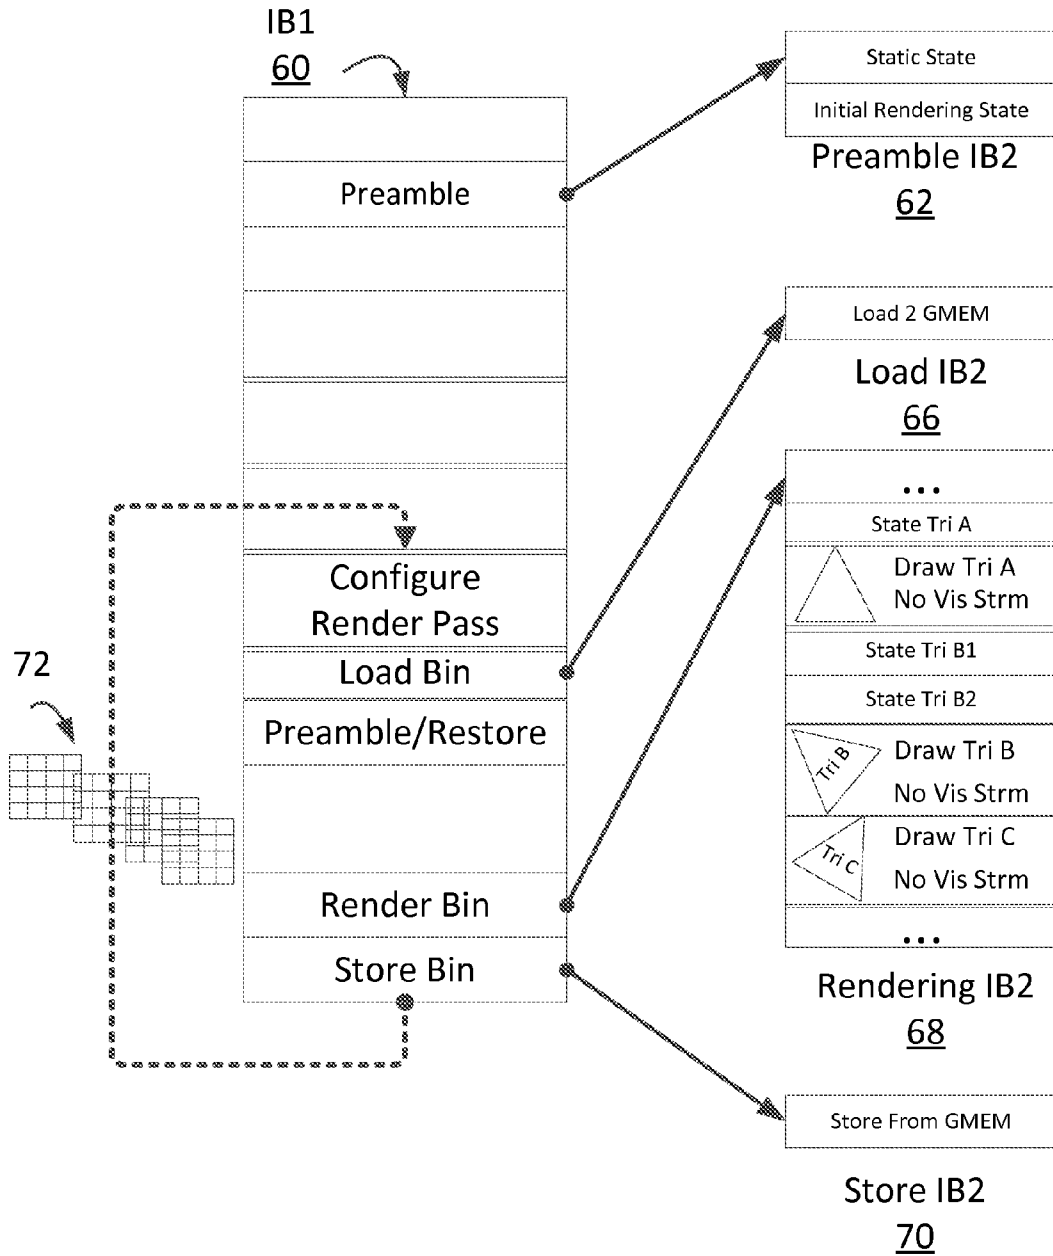 IB1
60
Preamble
Configure
Render Pass
Load Bin
Preamble/Restore
Render Bin
Store Bin
72
Static State
Initial Rendering State
Preamble IB2
62
Load 2 GMEM
Load IB2
66
...
State Tri A
Draw Tri A
No Vis Strm
State Tri B1
State Tri B2
Tri B
Draw Tri B
No Vis Strm
Tri C
Draw Tri C
No Vis Strm
...
Rendering IB2
68
Store From GMEM
Store IB2
70